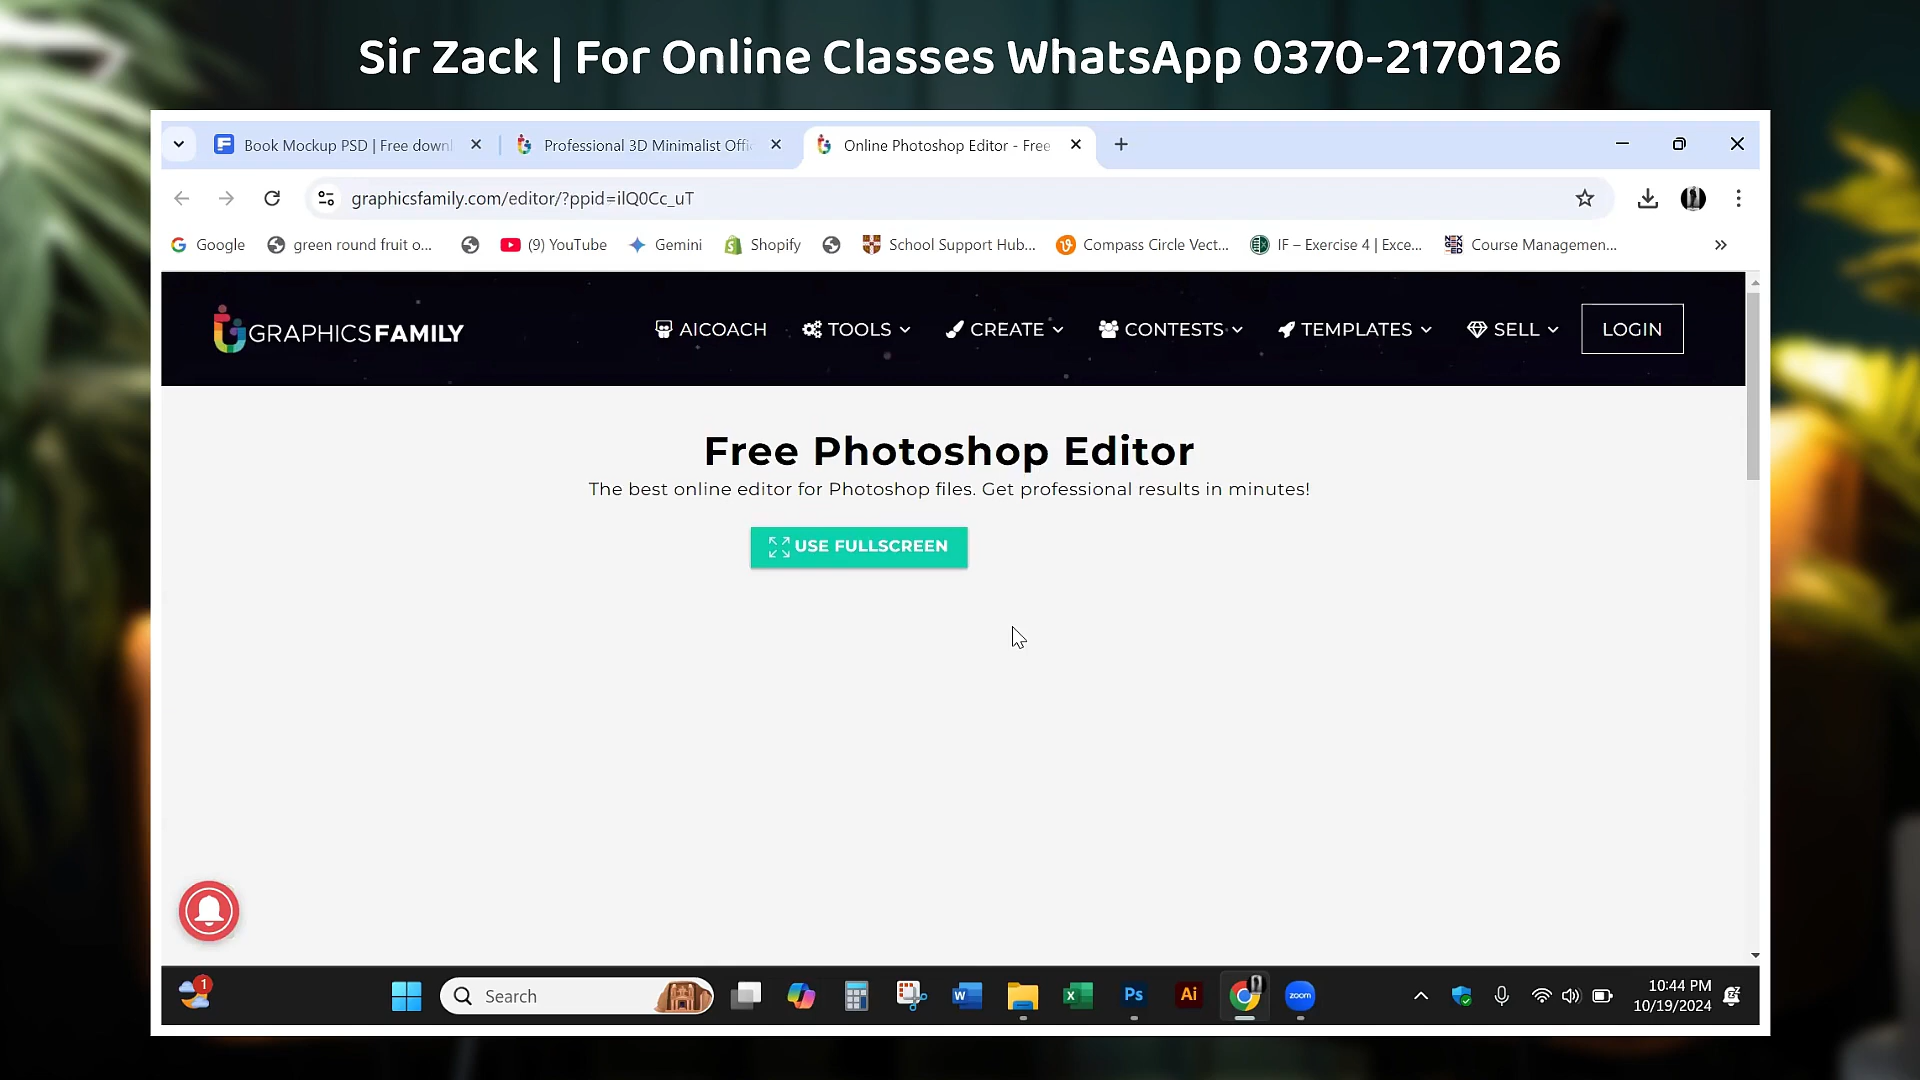 Sir Zack | For Online Classes WhatsApp 0370-2170126
Book Mockup PSD | Free down
Professional 3D Minimalist Offi
Online Photoshop Editor - Free
graphicsfamily.com/editor/?ppid=ilQ0Cc_uT
Google
green round fruit o...
(9) YouTube
Gemini
Shopify
School Support Hub...
Compass Circle Vect...
IF – Exercise 4 | Exce...
Course Managemen...
GRAPHICSFAMILY
AICOACH
TOOLS
CREATE
CONTESTS
TEMPLATES
SELL
LOGIN
Free Photoshop Editor
The best online editor for Photoshop files. Get professional results in minutes!
USE FULLSCREEN
1
Search
W
X
Ps
Ai
zoom
10:44 PM
10/19/2024